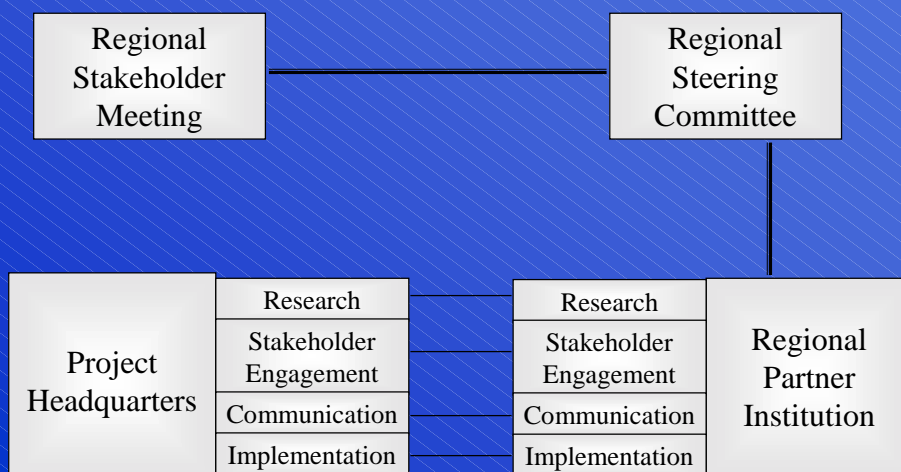 Regional
Stakeholder
Meeting
Regional
Steering
Committee
Project
Headquarters
Research
Stakeholder
Engagement
Communication
Implementation
Research
Stakeholder
Engagement
Communication
Implementation
Regional
Partner
Institution